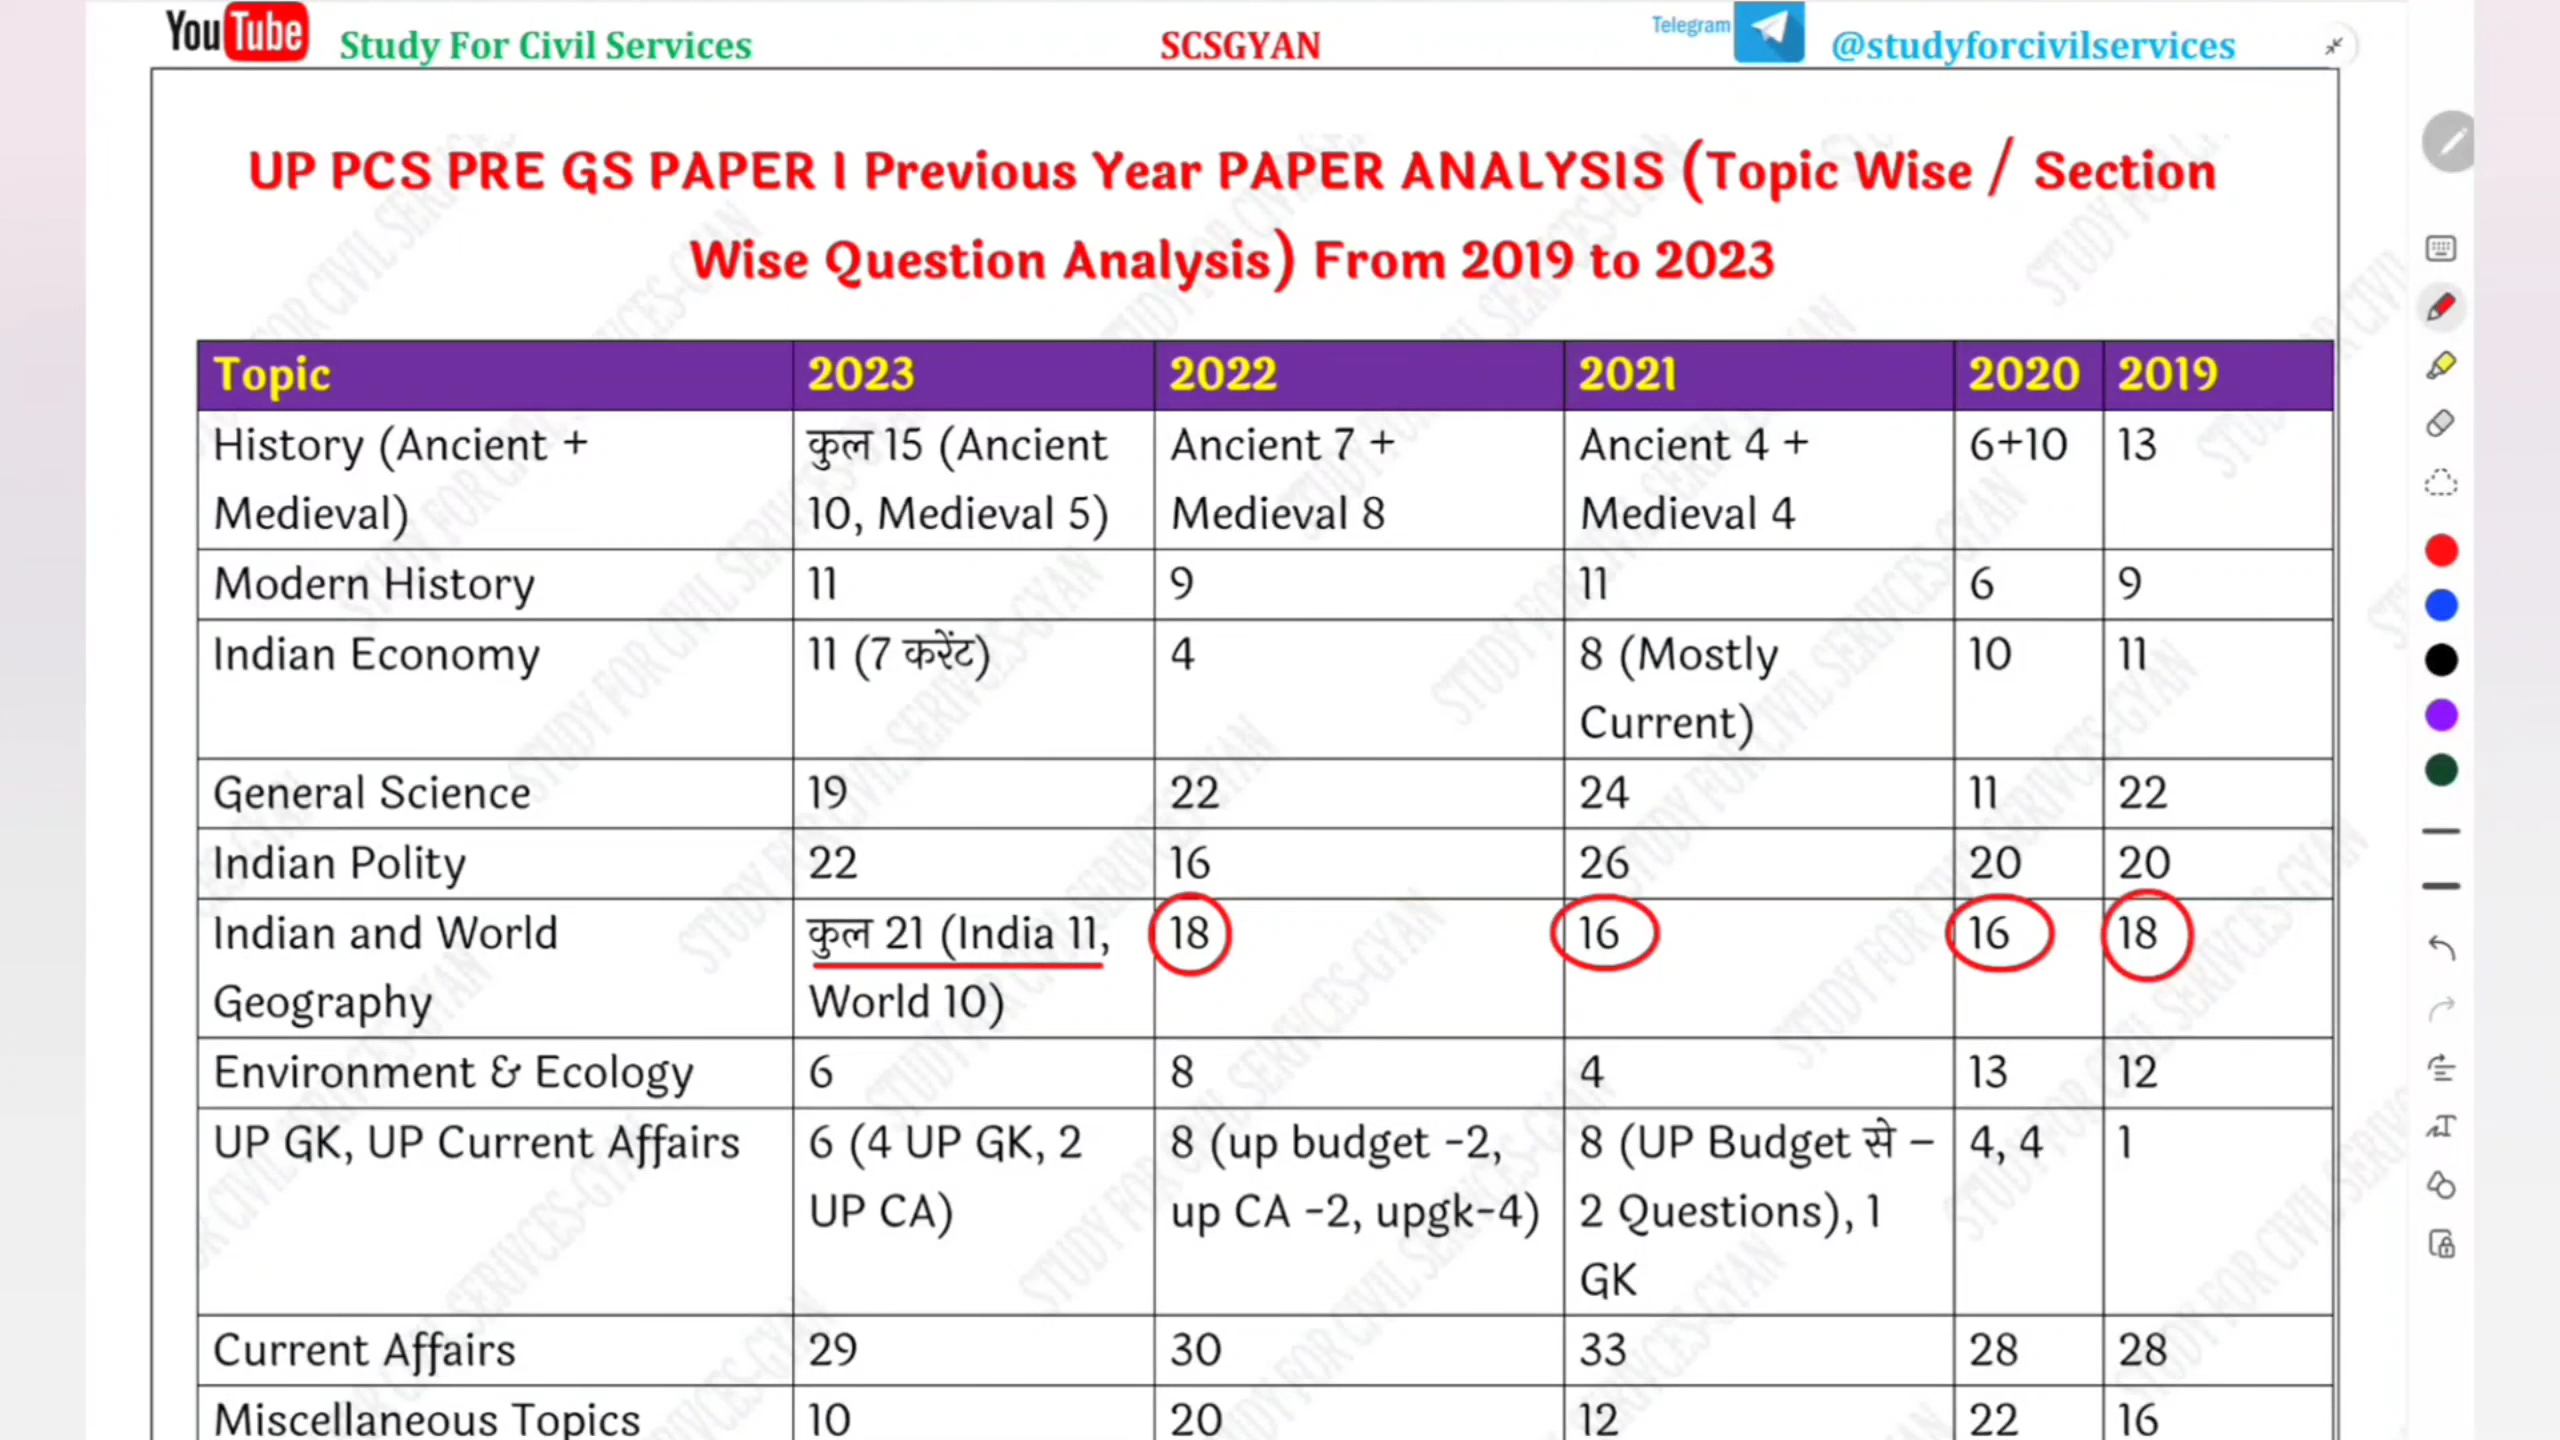 YouTube Study For Civil Services SCSGYAN Telegram @studyforcivilservices
UP PCS PRE GS PAPER I Previous Year PAPER ANALYSIS (Topic Wise / Section
Wise Question Analysis) From 2019 to 2023
Topic 2023 2022 2021 2020 2019
History (Ancient + कुल 15 (Ancient Ancient 7 + Ancient 4 + 6+10 13
Medieval) 10, Medieval 5) Medieval 8 Medieval 4
Modern History 11 9 11 6 9
Indian Economy 11 (7 करेंट) 4 8 (Mostly 10 11
Current)
General Science 19 22 24 11 22
Indian Polity 22 16 26 20 20
Indian and World कुल 21 (India 11, 18 16 16 18
Geography World 10)
Environment & Ecology 6 8 4 13 12
UP GK, UP Current Affairs 6 (4 UP GK, 2 8 (up budget -2, 8 (UP Budget से – 4, 4 1
UP CA) up CA -2, upgk-4) 2 Questions), 1
GK
Current Affairs 29 30 33 28 28
Miscellaneous Topics 10 20 12 22 16
STUDY FOR CIVIL SERIVCES-GYAN